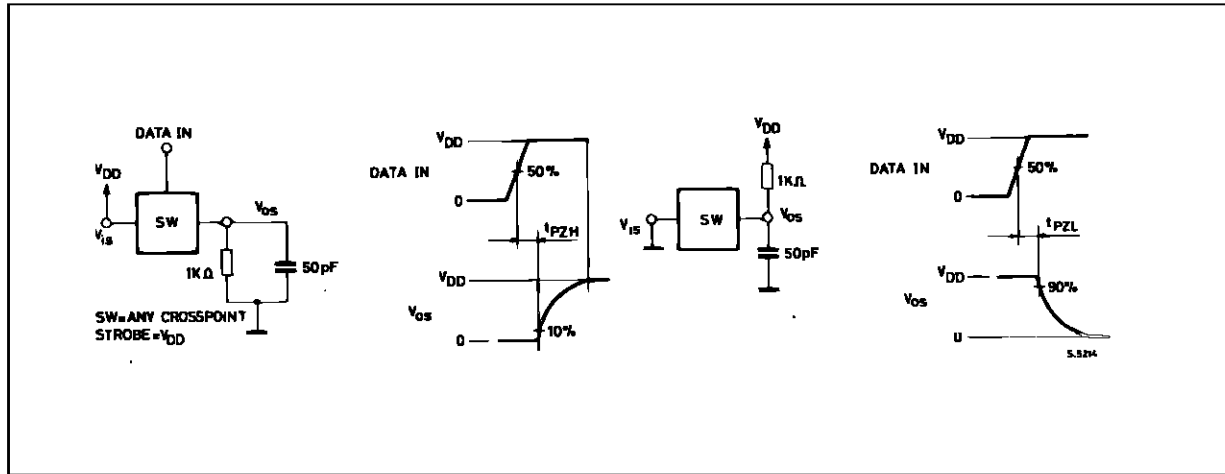 DATA IN
VDD
SW
Vis
Vos
1KΩ
50pF
SW=ANY CROSSPOINT
STROBE=VDD
DATA IN
VDD
50%
0
tPZH
VDD
Vos
10%
0
VDD
1KΩ
SW
VIS
Vos
50pF
DATA IN
VDD
50%
0
tPZL
VDD
90%
Vos
U
S.5214